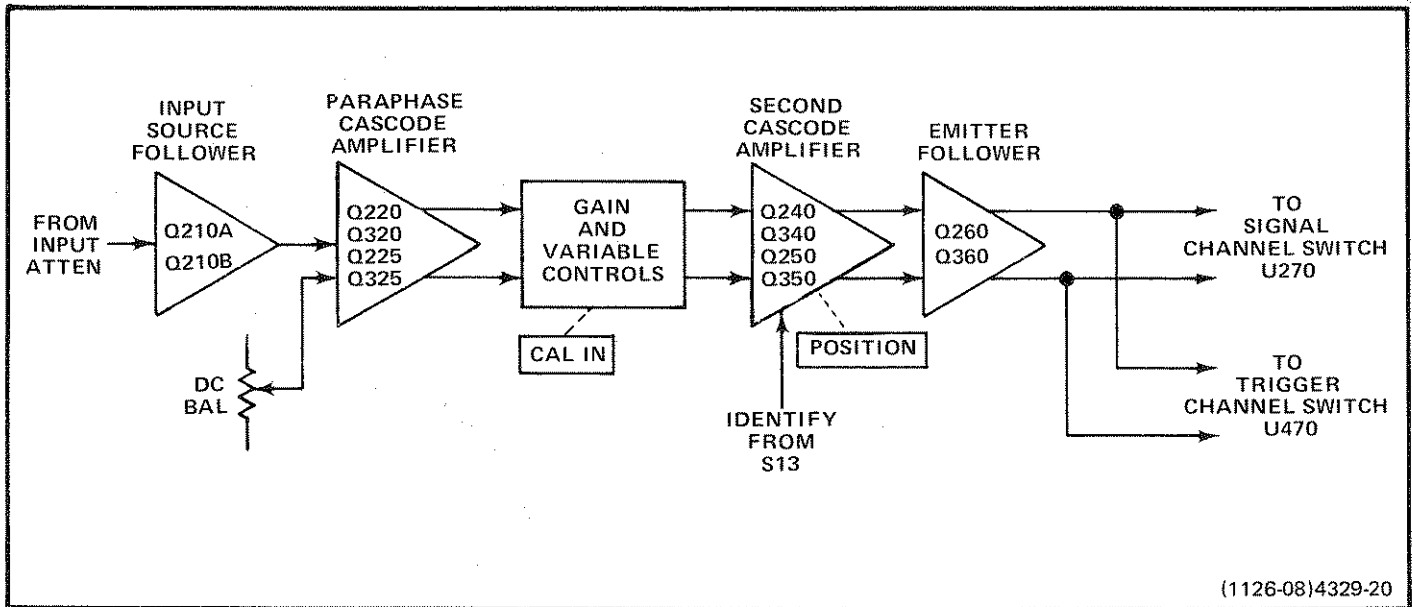 INPUT
SOURCE
FOLLOWER
PARAPHASE
CASCODE
AMPLIFIER
SECOND
CASCODE
AMPLIFIER
EMITTER
FOLLOWER
FROM
INPUT
ATTEN
Q210A
Q210B
Q220
Q320
Q225
Q325
GAIN
AND
VARIABLE
CONTROLS
Q240
Q340
Q250
Q350
Q260
Q360
TO
SIGNAL
CHANNEL SWITCH
U270
DC
BAL
CAL IN
POSITION
IDENTIFY
FROM
S13
TO
TRIGGER
CHANNEL SWITCH
U470
(1126-08)4329-20